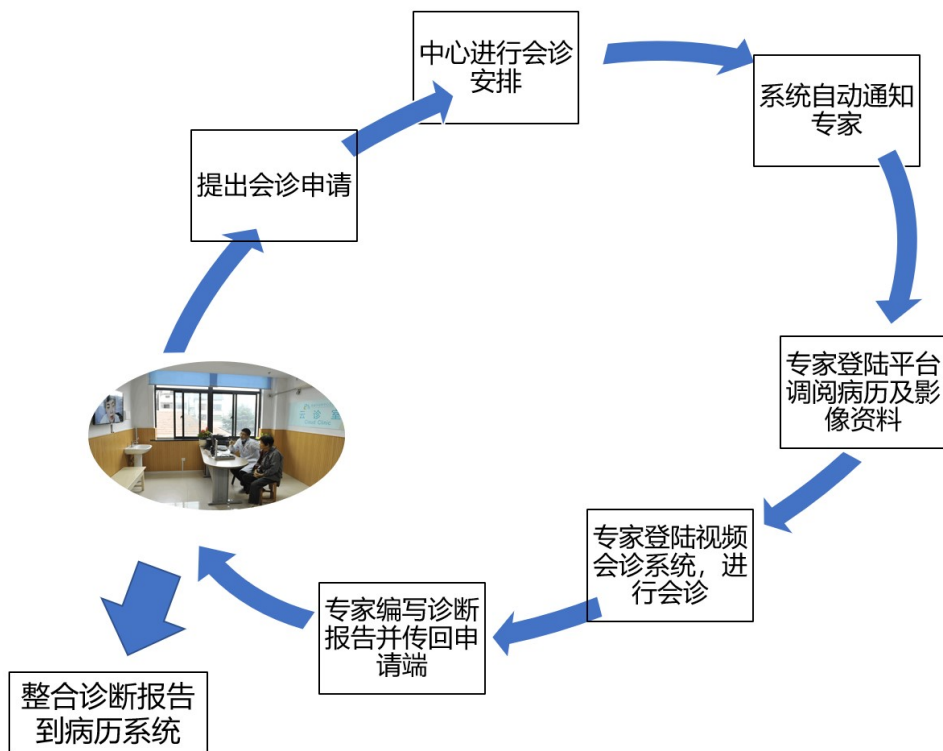 中心进行会诊
安排
系统自动通知
专家
提出会诊申请
专家登陆平台
调阅病历及影
像资料
云诊室
专家登陆视频
会诊系统，进
行会诊
专家编写诊断
报告并传回申
请端
整合诊断报告
到病历系统